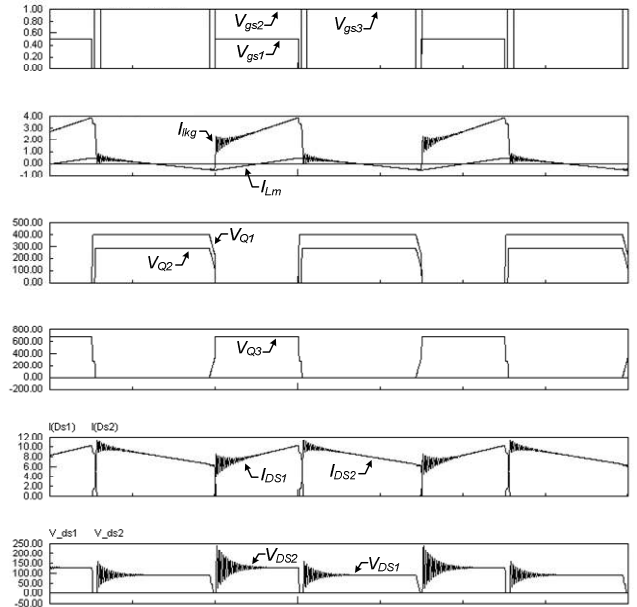 1.00
0.80
0.60
0.40
0.20
0.00
Vgs2
Vgs1
Vgs3
4.00
3.00
2.00
1.00
0.00
-1.00
Ilkg
ILm
500.00
400.00
300.00
200.00
100.00
0.00
VQ1
VQ2
800.00
600.00
400.00
200.00
0.00
-200.00
VQ3
I(Ds1) I(Ds2)
12.00
10.00
8.00
6.00
4.00
2.00
0.00
IDS1
IDS2
V_ds1 V_ds2
250.00
200.00
150.00
100.00
50.00
0.00
-50.00
VDS2
VDS1